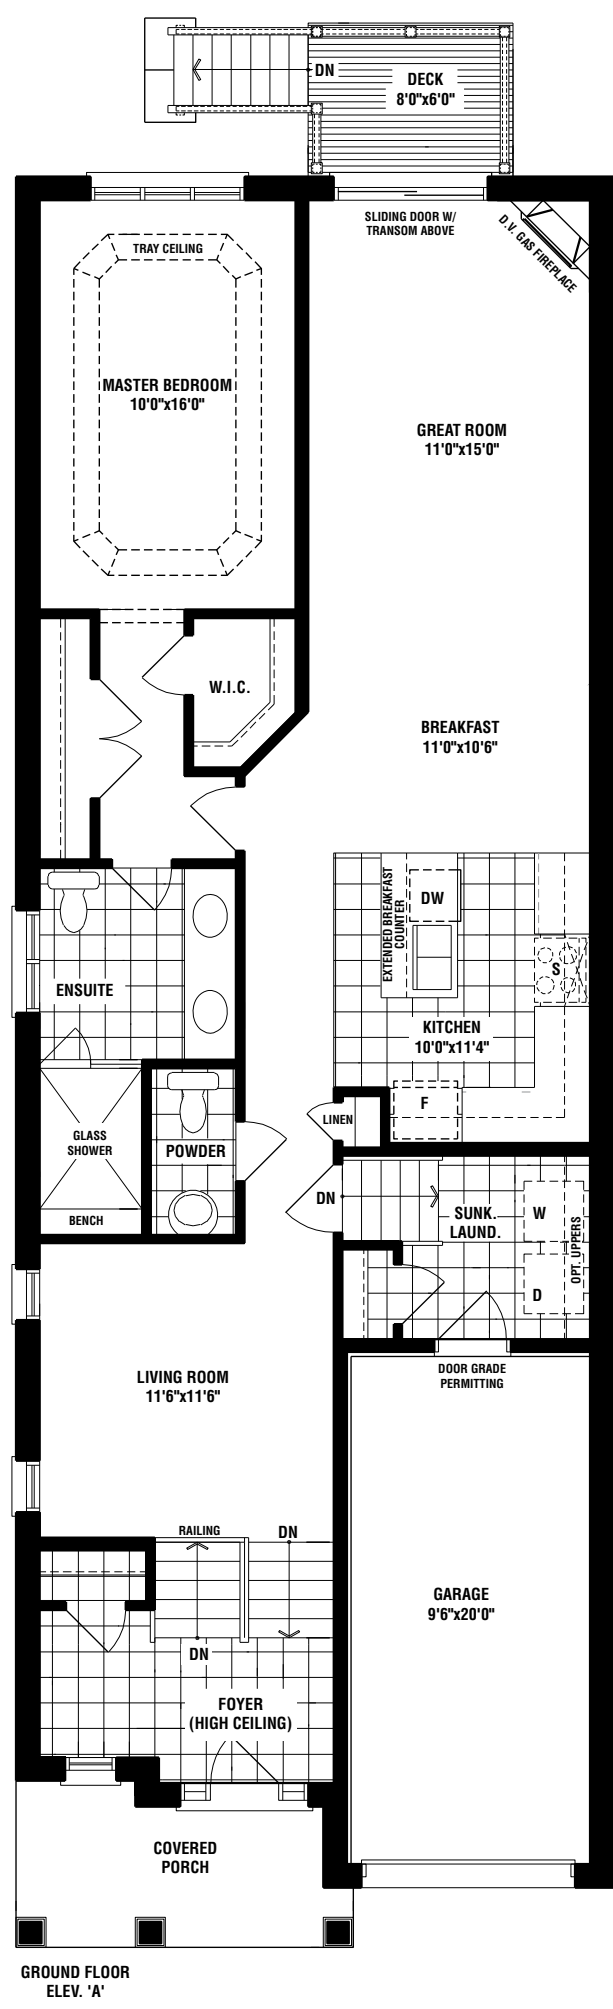 DN
DECK
8'0"x6'0"
SLIDING DOOR W/
TRANSOM ABOVE
D.V. GAS FIREPLACE
TRAY CEILING
MASTER BEDROOM
10'0"x16'0"
GREAT ROOM
11'0"x15'0"
W.I.C.
BREAKFAST
11'0"x10'6"
EXTENDED BREAKFAST
COUNTER
DW
S
ENSUITE
KITCHEN
10'0"x11'4"
F
LINEN
GLASS
SHOWER
POWDER
BENCH
DN
SUNK.
LAUND.
W
D
OPT. UPPERS
DOOR GRADE
PERMITTING
LIVING ROOM
11'6"x11'6"
RAILING
DN
GARAGE
9'6"x20'0"
DN
FOYER
(HIGH CEILING)
COVERED
PORCH
GROUND FLOOR
ELEV. 'A'